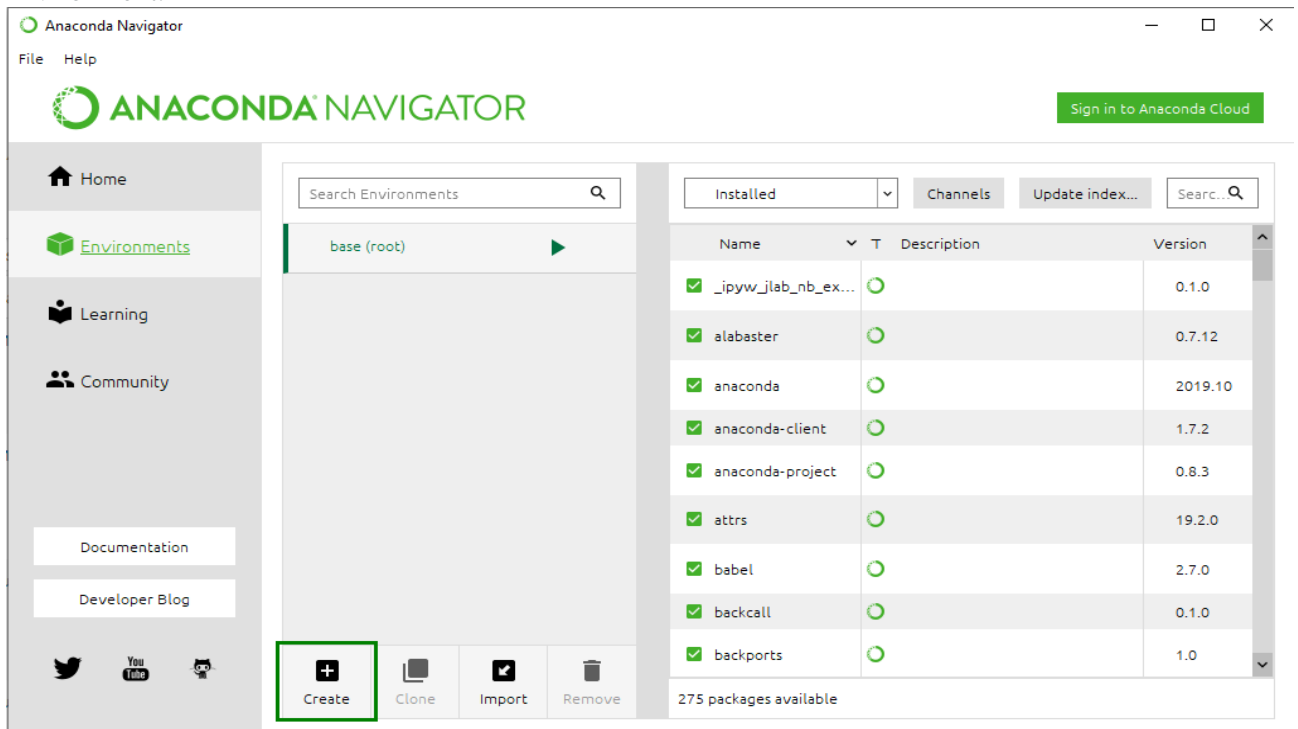 Anaconda Navigator
File Help
ANACONDA NAVIGATOR
Sign in to Anaconda Cloud
Home
Environments
Learning
Community
Documentation
Developer Blog
You
Tube
Search Environments
base (root)
Create Clone Import Remove
Installed Channels Update index... Searc...
Name T Description Version
_ipyw_jlab_nb_ex... 0.1.0
alabaster 0.7.12
anaconda 2019.10
anaconda-client 1.7.2
anaconda-project 0.8.3
attrs 19.2.0
babel 2.7.0
backcall 0.1.0
backports 1.0
275 packages available